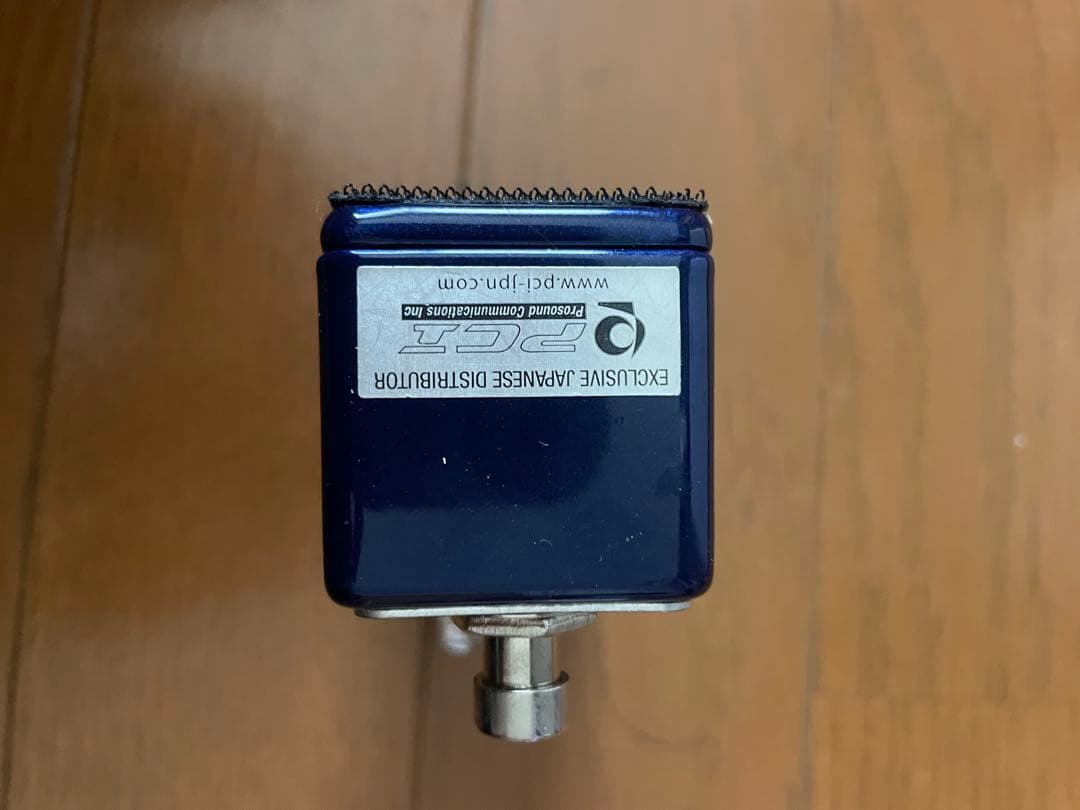 EXCLUSIVE JAPANESE DISTRIBUTOR
PCI
Prosound Communications Inc
www.pci-jpn.com